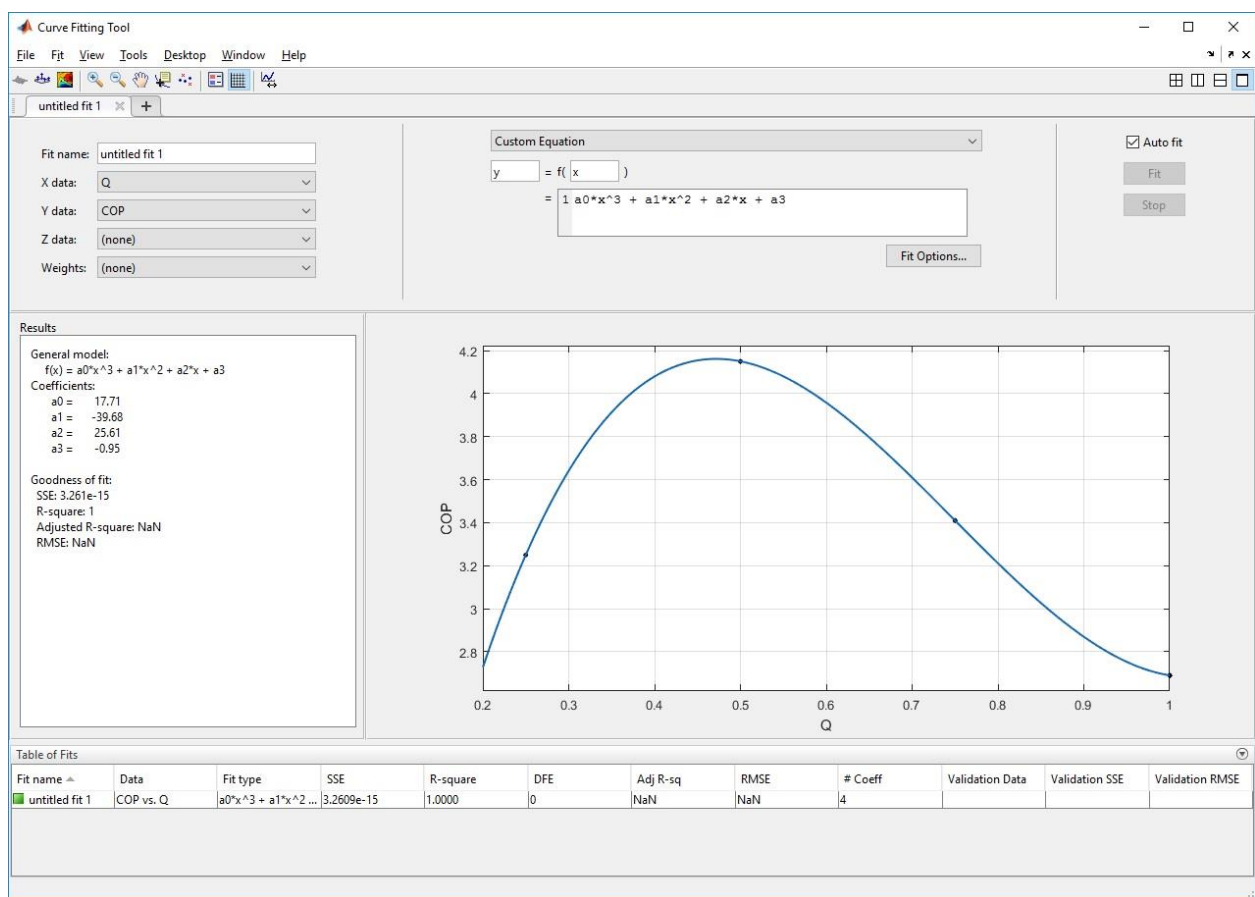 Curve Fitting Tool
File Fit View Tools Desktop Window Help
untitled fit 1
Fit name: untitled fit 1
X data: Q
Y data: COP
Z data: (none)
Weights: (none)
Custom Equation
y = f( x )
= 1 a0*x^3 + a1*x^2 + a2*x + a3
Fit Options...
Auto fit
Fit
Stop
Results
General model:
f(x) = a0*x^3 + a1*x^2 + a2*x + a3
Coefficients:
a0 = 17.71
a1 = -39.68
a2 = 25.61
a3 = -0.95
Goodness of fit:
SSE: 3.261e-15
R-square: 1
Adjusted R-square: NaN
RMSE: NaN
4.2
4
3.8
3.6
3.4
3.2
3
2.8
COP
0.2 0.3 0.4 0.5 0.6 0.7 0.8 0.9 1
Q
Table of Fits
Fit name Data Fit type SSE R-square DFE Adj R-sq RMSE # Coeff Validation Data Validation SSE Validation RMSE
untitled fit 1 COP vs. Q a0*x^3 + a1*x^2 ... 3.2609e-15 1.0000 0 NaN NaN 4